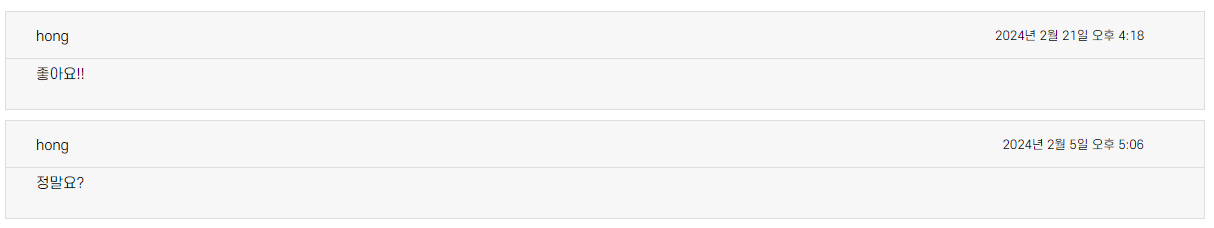 hong 2024년 2월 21일 오후 4:18
좋아요!!
hong 2024년 2월 5일 오후 5:06
정말요?